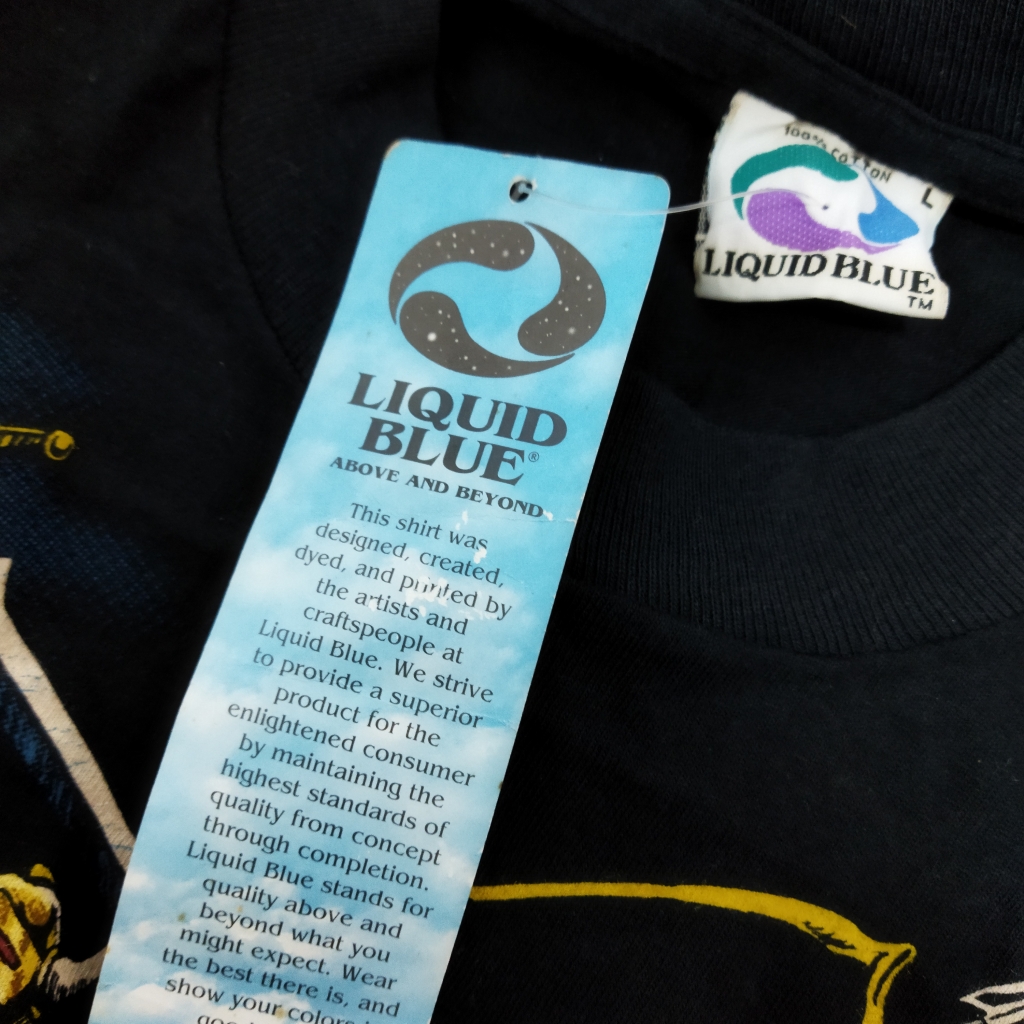 LIQUID
BLUE®
ABOVE AND BEYOND
This shirt was
designed, created,
dyed, and printed by
the artists and
craftspeople at
Liquid Blue. We strive
to provide a superior
product for the
enlightened consumer
by maintaining the
highest standards of
quality from concept
through completion.
Liquid Blue stands for
quality above and
beyond what you
might expect. Wear
the best there is, and
show your colors
100% COTTON
L
LIQUID BLUE
TM